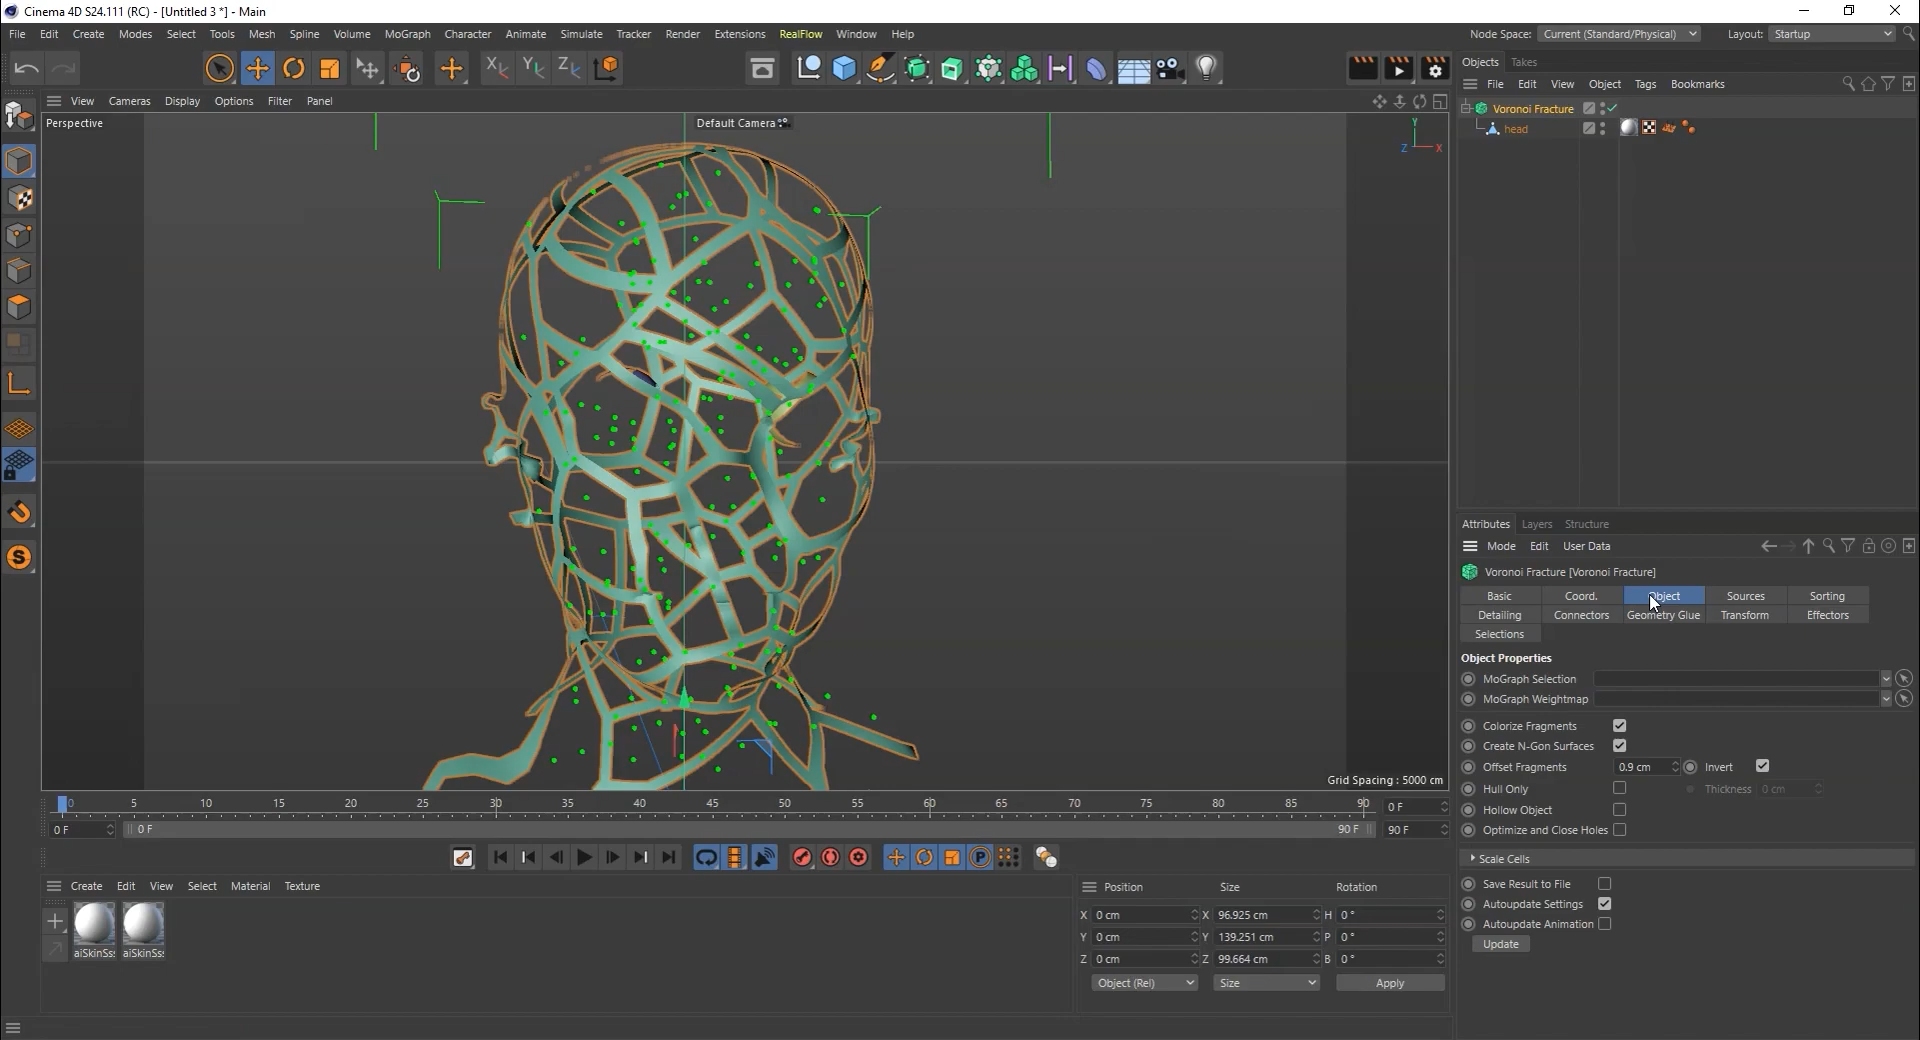 Cinema 4D S24.111 (RC) - [Untitled 3 *] - Main
File Edit Create Modes Select Tools Mesh Spline Volume MoGraph Character Animate Simulate Tracker Render Extensions RealFlow Window Help
Node Space: Current (Standard/Physical) Layout: Startup
X Y Z
Objects Takes
File Edit View Object Tags Bookmarks
Voronoi Fracture
head
View Cameras Display Options Filter Panel
Perspective
Default Camera
Y
Z X
Grid Spacing : 5000 cm
Attributes Layers Structure
Mode Edit User Data
Voronoi Fracture [Voronoi Fracture]
Basic Coord. Object Sources Sorting
Detailing Connectors Geometry Glue Transform Effectors
Selections
Object Properties
MoGraph Selection
MoGraph Weightmap
Colorize Fragments
Create N-Gon Surfaces
Offset Fragments 0.9 cm Invert
Hull Only Thickness 0 cm
Hollow Object
Optimize and Close Holes
Scale Cells
Save Result to File
Autoupdate Settings
Autoupdate Animation
Update
0 5 10 15 20 25 30 35 40 45 50 55 60 65 70 75 80 85 90 0 F
0 F 0 F 90 F 90 F
P
Create Edit View Select Material Texture
aiSkinSs: aiSkinSs:
Position Size Rotation
X 0 cm X 96.925 cm H 0 °
Y 0 cm Y 139.251 cm P 0 °
Z 0 cm Z 99.664 cm B 0 °
Object (Rel) Size Apply